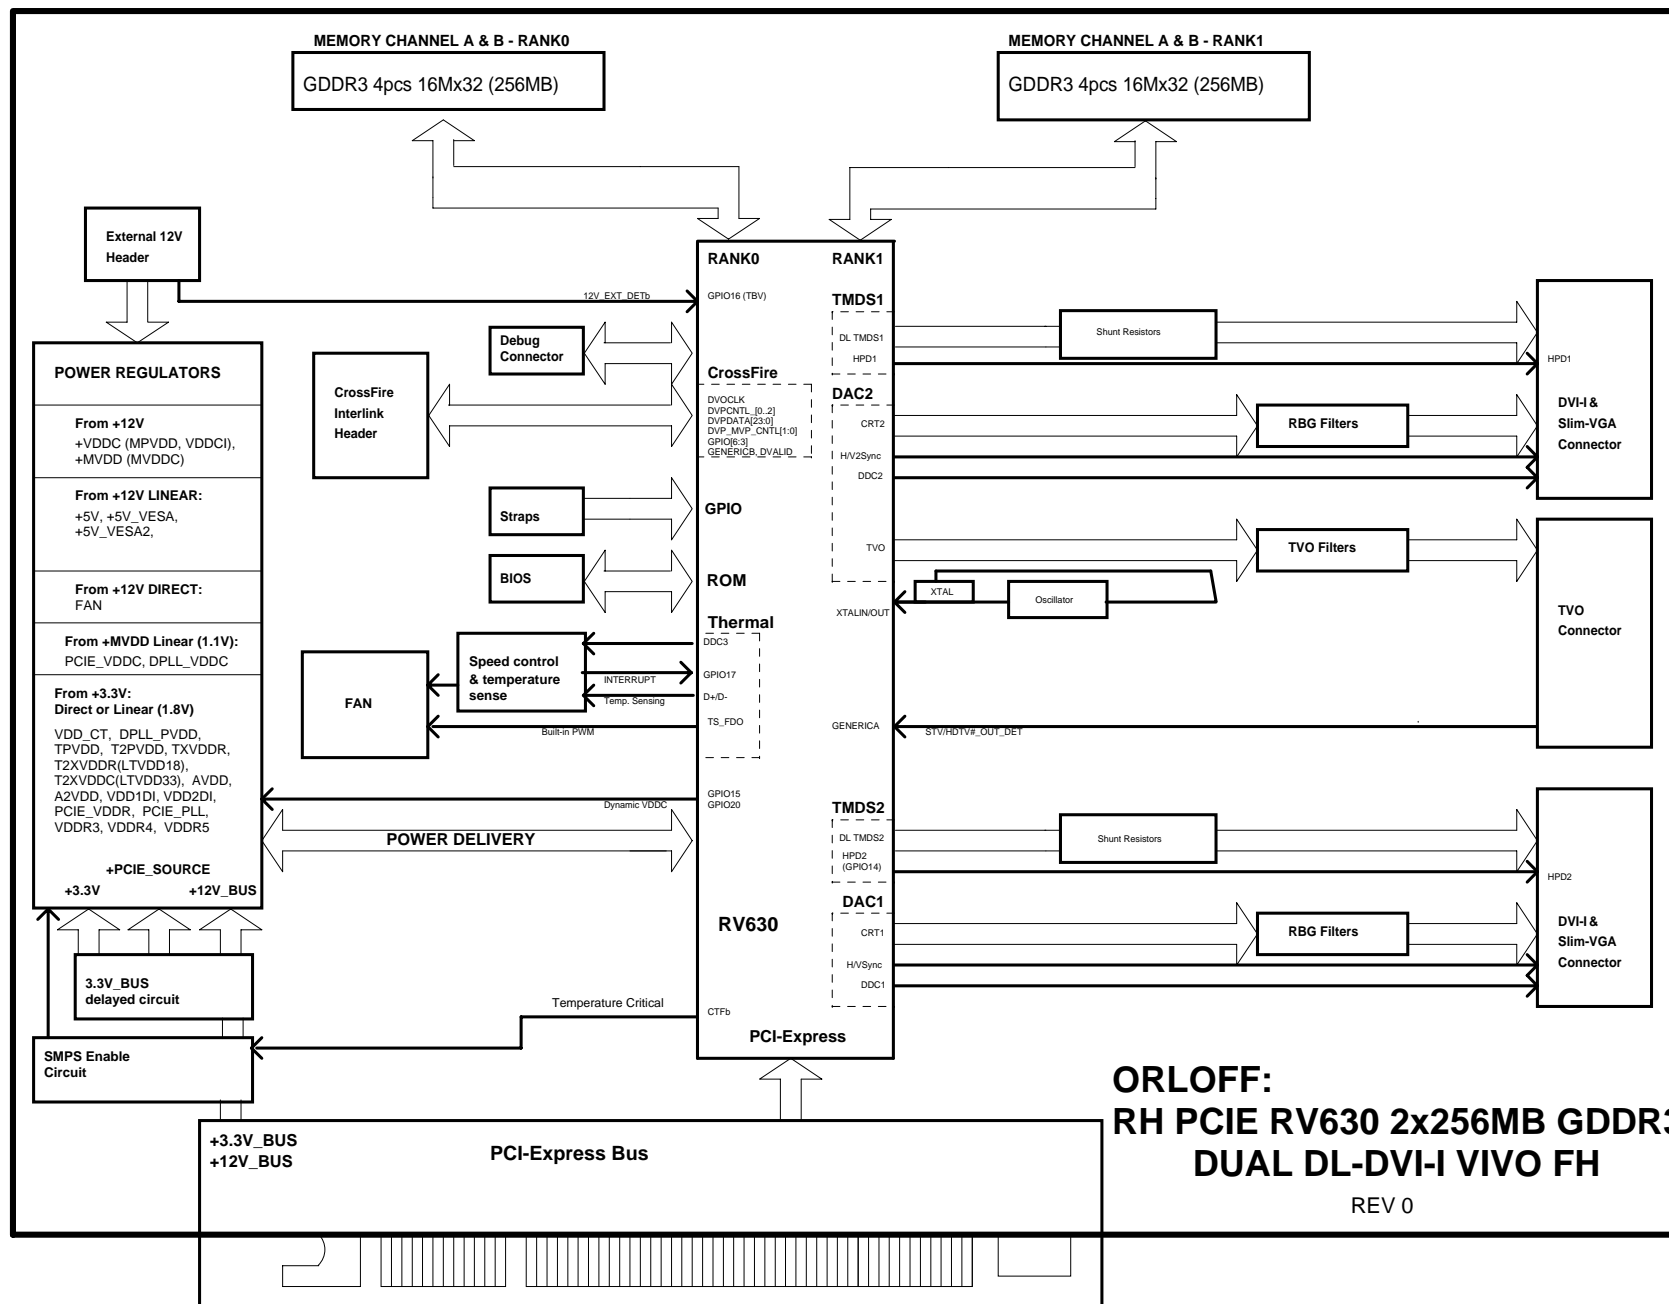 MEMORY CHANNEL A & B - RANK0
GDDR3 4pcs 16Mx32 (256MB)
MEMORY CHANNEL A & B - RANK1
GDDR3 4pcs 16Mx32 (256MB)
External 12V
Header
12V_EXT_DETb
POWER REGULATORS
From +12V
+VDDC (MPVDD, VDDCI),
+MVDD (MVDDC)
From +12V LINEAR:
+5V, +5V_VESA,
+5V_VESA2,
From +12V DIRECT:
FAN
From +MVDD Linear (1.1V):
PCIE_VDDC, DPLL_VDDC
From +3.3V:
Direct or Linear (1.8V)
VDD_CT, DPLL_PVDD,
TPVDD, T2PVDD, TXVDDR,
T2XVDDR(LTVDD18),
T2XVDDC(LTVDD33), AVDD,
A2VDD, VDD1DI, VDD2DI,
PCIE_VDDR, PCIE_PLL,
VDDR3, VDDR4, VDDR5
+PCIE_SOURCE
+3.3V
+12V_BUS
3.3V_BUS
delayed circuit
SMPS Enable
Circuit
CrossFire
Interlink
Header
Debug
Connector
Straps
BIOS
FAN
Speed control
& temperature
sense
INTERRUPT
Temp. Sensing
Built-in PWM
Dynamic VDDC
POWER DELIVERY
Temperature Critical
RANK0
RANK1
GPIO16 (TBV)
CrossFire
DVOCLK
DVPCNTL_[0..2]
DVPDATA[23:0]
DVP_MVP_CNTL[1:0]
GPIO[6:3]
GENERICB, DVALID
GPIO
ROM
Thermal
DDC3
GPIO17
D+/D-
TS_FDO
GPIO15
GPIO20
RV630
CTFb
PCI-Express
TMDS1
DL TMDS1
HPD1
DAC2
CRT2
H/V2Sync
DDC2
TVO
XTALIN/OUT
GENERICA
TMDS2
DL TMDS2
HPD2
(GPIO14)
DAC1
CRT1
H/VSync
DDC1
Shunt Resistors
RBG Filters
TVO Filters
XTAL
Oscillator
STV/HDTV#_OUT_DET
Shunt Resistors
RBG Filters
HPD1
DVI-I &
Slim-VGA
Connector
TVO
Connector
HPD2
DVI-I &
Slim-VGA
Connector
+3.3V_BUS
+12V_BUS
PCI-Express Bus
ORLOFF:
RH PCIE RV630 2x256MB GDDR3
DUAL DL-DVI-I VIVO FH
REV 0